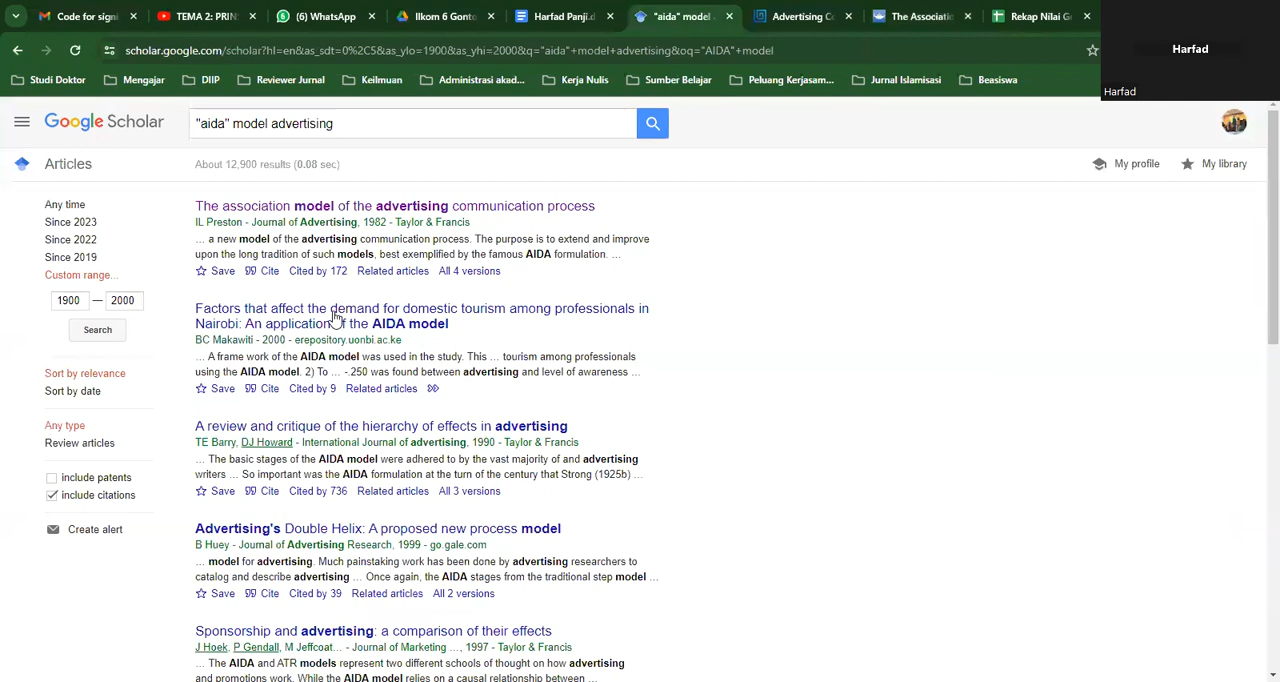 Code for signi
TEMA 2: PRIN
(6) WhatsApp
Ilkom 6 Gonto
Harfad Panji.d
"aida" model
Advertising Co
The Associatio
Rekap Nilai Ge
Harfad
Harfad
scholar.google.com/scholar?hl=en&as_sdt=0%2C5&as_ylo=1900&as_yhi=2000&q="aida"+model+advertising&oq="AIDA"+model
Studi Doktor
Mengajar
DIIP
Reviewer Jurnal
Keilmuan
Administrasi akad...
Kerja Nulis
Sumber Belajar
Peluang Kerjasam...
Jurnal Islamisasi
Beasiswa
Google Scholar
"aida" model advertising
Articles
About 12,900 results (0.08 sec)
My profile
My library
Any time
Since 2023
Since 2022
Since 2019
Custom range...
1900 — 2000
Search
Sort by relevance
Sort by date
Any type
Review articles
include patents
include citations
Create alert
The association model of the advertising communication process
IL Preston - Journal of Advertising, 1982 - Taylor & Francis
... a new model of the advertising communication process. The purpose is to extend and improve
upon the long tradition of such models, best exemplified by the famous AIDA formulation. ...
Save Cite Cited by 172 Related articles All 4 versions
Factors that affect the demand for domestic tourism among professionals in
Nairobi: An application of the AIDA model
BC Makawiti - 2000 - erepository.uonbi.ac.ke
... A frame work of the AIDA model was used in the study. This ... tourism among professionals
using the AIDA model. 2) To ... -.250 was found between advertising and level of awareness ...
Save Cite Cited by 9 Related articles
A review and critique of the hierarchy of effects in advertising
TE Barry, DJ Howard - International Journal of advertising, 1990 - Taylor & Francis
... The basic stages of the AIDA model were adhered to by the vast majority of and advertising
writers ... So important was the AIDA formulation at the turn of the century that Strong (1925b) ...
Save Cite Cited by 736 Related articles All 3 versions
Advertising's Double Helix: A proposed new process model
B Huey - Journal of Advertising Research, 1999 - go.gale.com
... model for advertising. Much painstaking work has been done by advertising researchers to
catalog and describe advertising ... Once again, the AIDA stages from the traditional step model ...
Save Cite Cited by 39 Related articles All 2 versions
Sponsorship and advertising: a comparison of their effects
J Hoek, P Gendall, M Jeffcoat... - Journal of Marketing ..., 1997 - Taylor & Francis
... The AIDA and ATR models represent two different schools of thought on how advertising
and promotions work. While the AIDA model relies on a causal relationship between ...